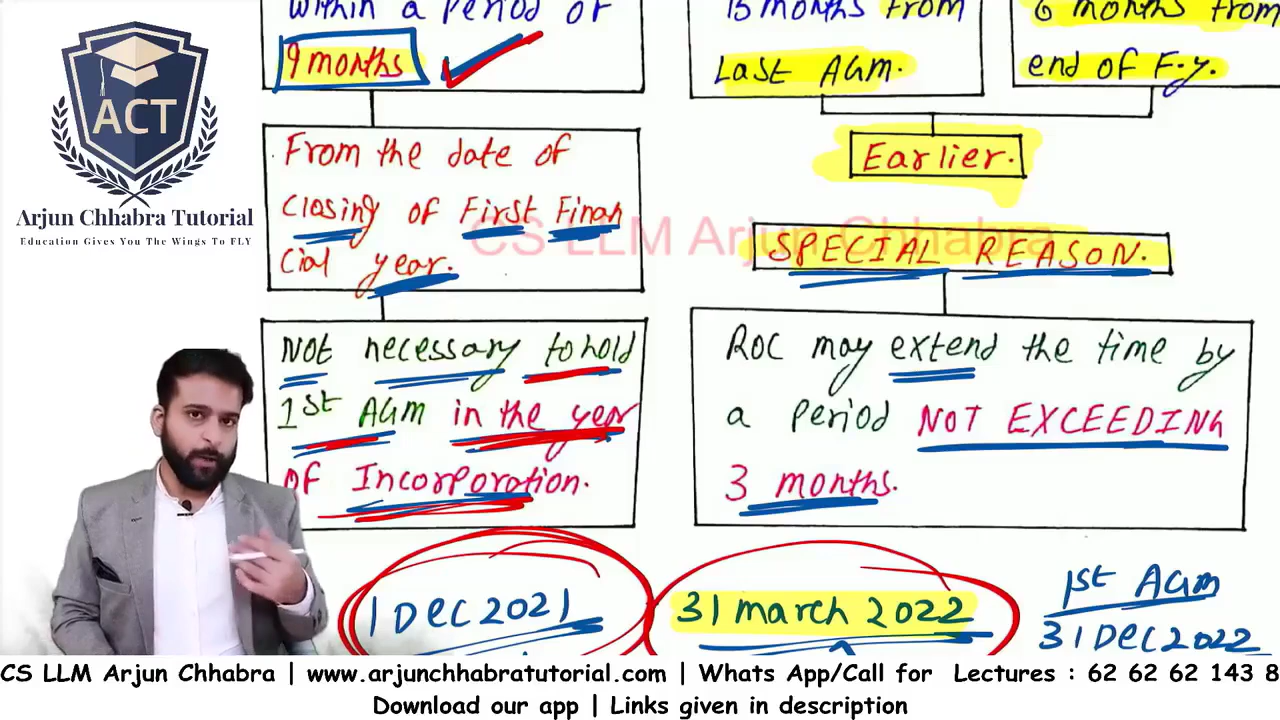 within a period of
9 months
From the date of
closing of First Finan
cial year.
NOT necessary to hold
1st AGM in the year
of Incorporation.
15 months from
Last AGM.
6 months from
end of F.y.
Earlier.
SPECIAL REASON.
ROC may extend the time by
a period NOT EXCEEDING
3 months.
1 DEC 2021
31 march 2022
1st AGM
31 DEC 2022
ACT
Arjun Chhabra Tutorial
Education Gives You The Wings To FLY
CS LLM Arjun Chhabra
CS LLM Arjun Chhabra | www.arjunchhabratutorial.com | Whats App/Call for Lectures : 62 62 62 143 8
Download our app | Links given in description